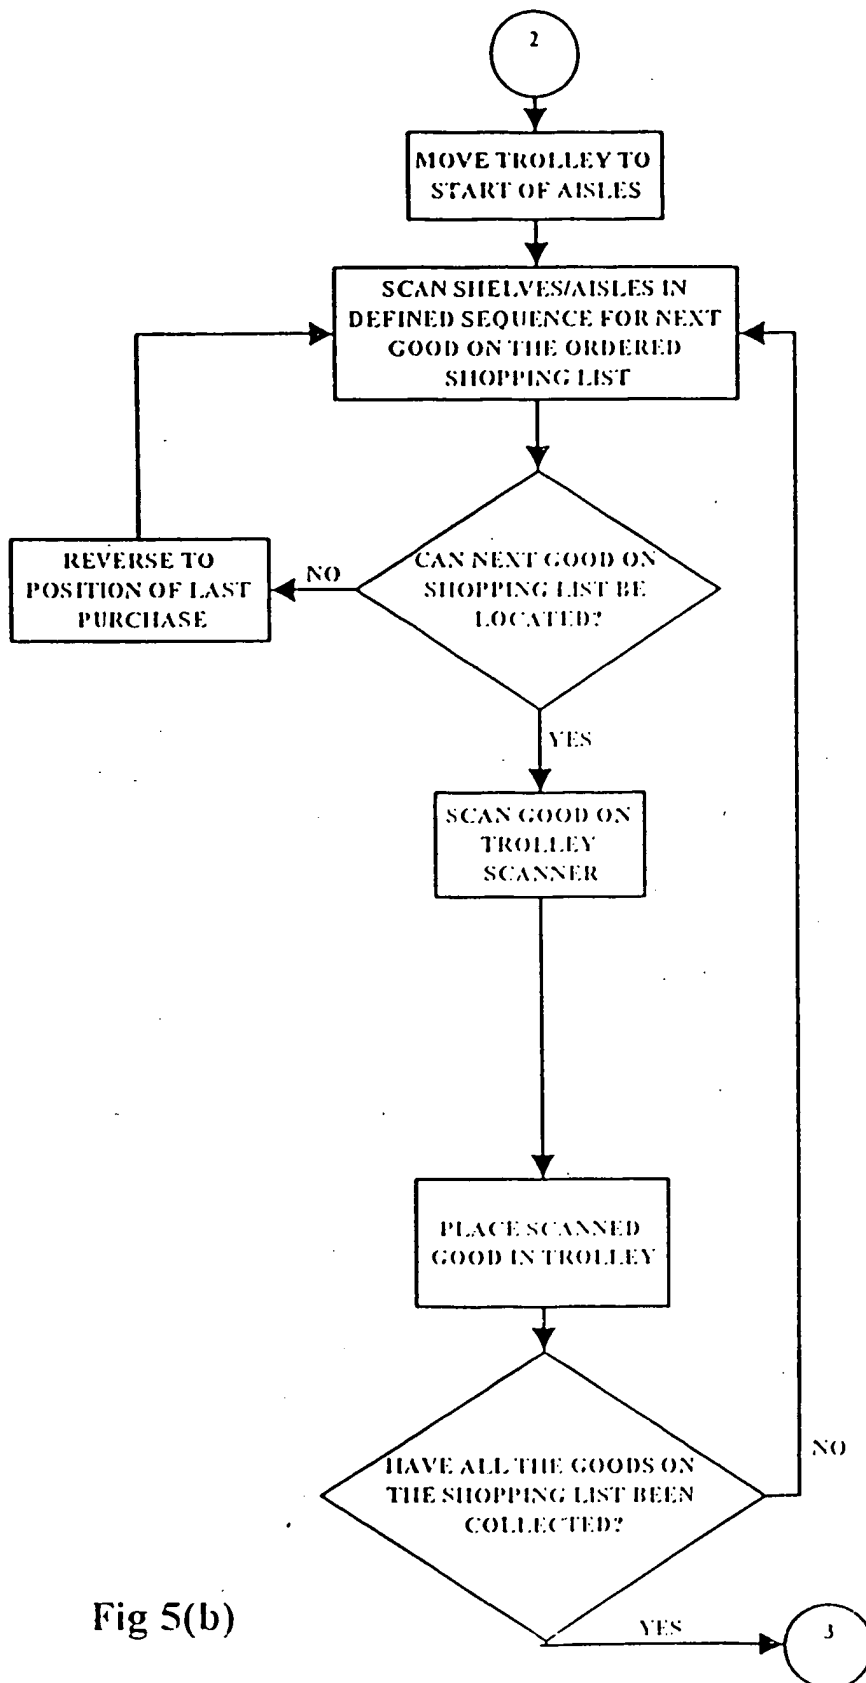 2
MOVE TROLLEY TO
START OF AISLES
SCAN SHELVES/AISLES IN
DEFINED SEQUENCE FOR NEXT
GOOD ON THE ORDERED
SHOPPING LIST
REVERSE TO
POSITION OF LAST
PURCHASE
NO
CAN NEXT GOOD ON
SHOPPING LIST BE
LOCATED?
YES
SCAN GOOD ON
TROLLEY
SCANNER
PLACE SCANNED
GOOD IN TROLLEY
HAVE ALL THE GOODS ON
THE SHOPPING LIST BEEN
COLLECTED?
NO
YES
3
Fig 5(b)